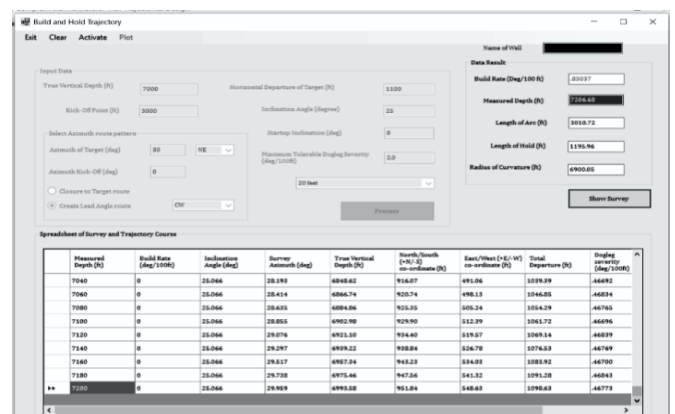 Build and Hold Trajectory
Exit Clear Activate Plot
Name of Well
Input Data
True Vertical Depth (ft) 7000
Horizontal Departure of Target (ft) 1100
Kick-Off Point (ft) 3000
Inclination Angle (degree) 25
Select Azimuth route pattern
Startup Inclination (deg) 0
Azimuth of Target (deg) 30 NE
Maximum Tolerable Dogleg Severity (deg/100ft) 3.0
Azimuth Kick-Off (deg) 0
20 feet
Closure to Target route
Create Lead Angle route CW
Process
Data Result
Build Rate (Deg/100 ft) .83037
Measured Depth (ft) 7206.68
Length of Arc (ft) 3010.72
Length of Hold (ft) 1195.96
Radius of Curvature (ft) 6900.05
Show Survey
Spreadsheet of Survey and Trajectory Course
Measured Depth (ft) Build Rate (deg/100ft) Inclination Angle (deg) Survey Azimuth (deg) True Vertical Depth (ft) North/South (+N/-S) co-ordinate (ft) East/West (+E/-W) co-ordinate (ft) Total Departure (ft) Dogleg severity (deg/100ft)
7040 0 25.066 28.193 6848.62 916.07 491.06 1039.39 .46692
7060 0 25.066 28.414 6866.74 920.74 498.13 1046.85 .46834
7080 0 25.066 28.635 6884.86 925.35 505.24 1054.29 .46765
7100 0 25.066 28.855 6902.98 929.90 512.39 1061.72 .46696
7120 0 25.066 29.076 6921.10 934.40 519.57 1069.14 .46839
7140 0 25.066 29.297 6939.22 938.84 526.78 1076.53 .46769
7160 0 25.066 29.517 6957.34 943.23 534.03 1083.92 .46700
7180 0 25.066 29.738 6975.46 947.56 541.32 1091.28 .46843
7200 0 25.066 29.959 6993.58 951.84 548.63 1098.63 .46773